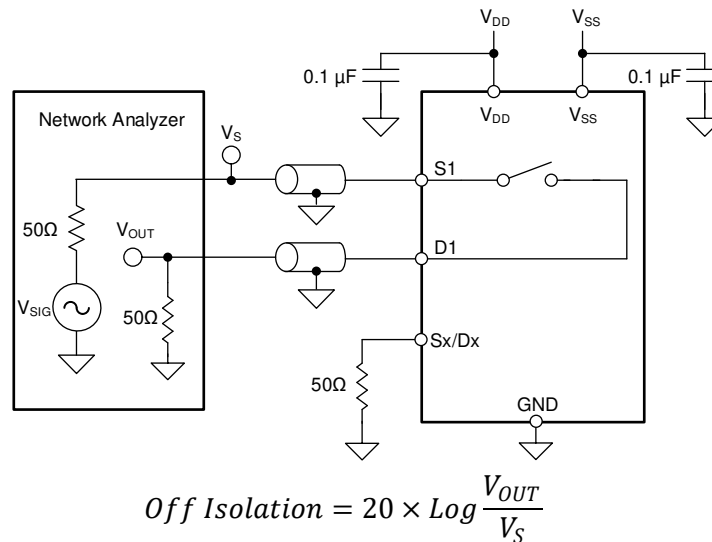 V_DD V_SS
0.1 µF 0.1 µF
V_DD V_SS
Network Analyzer
V_S
S1
50Ω V_OUT
D1
V_SIG 50Ω
Sx/Dx
50Ω
GND
Off Isolation = 20 × Log V_OUT / V_S